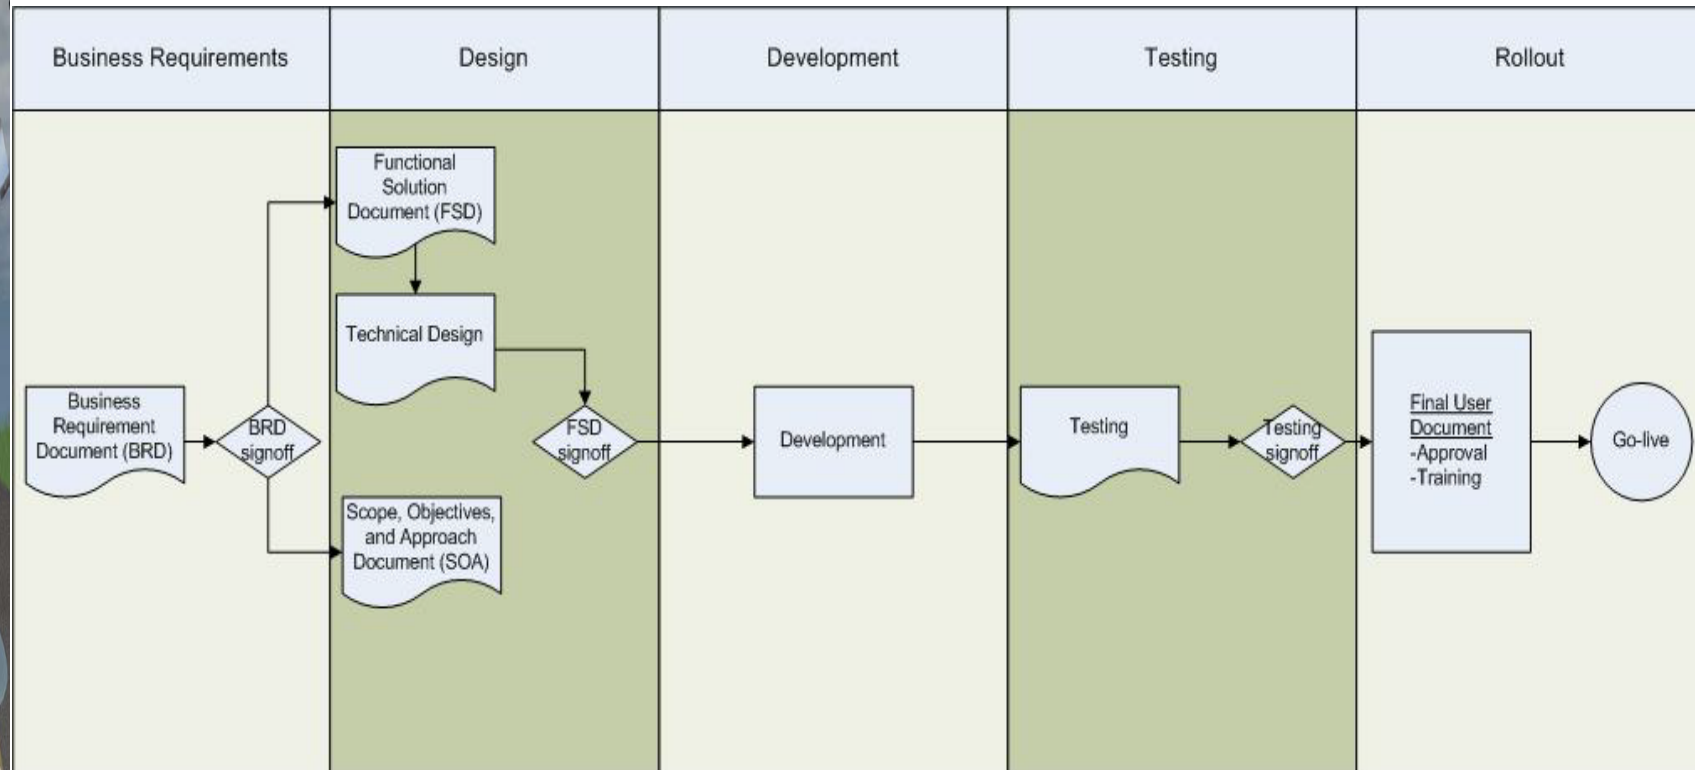 Business Requirements
Design
Development
Testing
Rollout
Business
Requirement
Document (BRD)
BRD
signoff
Functional
Solution
Document (FSD)
Technical Design
FSD
signoff
Scope, Objectives,
and Approach
Document (SOA)
Development
Testing
Testing
signoff
Final User
Document
-Approval
-Training
Go-live